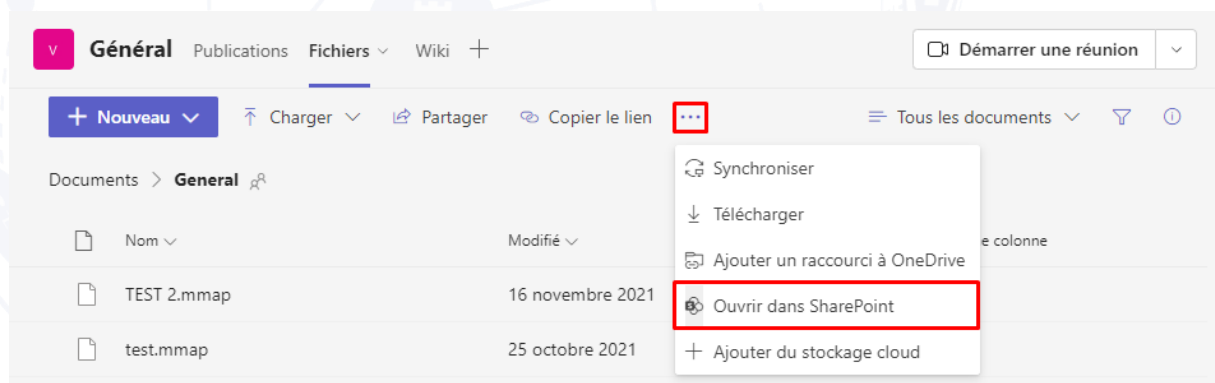 V Général Publications Fichiers Wiki Démarrer une réunion
Nouveau Charger Partager Copier le lien ... Tous les documents
Documents > General
Synchroniser
Télécharger
Nom Modifié e colonne
Ajouter un raccourci à OneDrive
TEST 2.mmap 16 novembre 2021
Ouvrir dans SharePoint
test.mmap 25 octobre 2021
Ajouter du stockage cloud